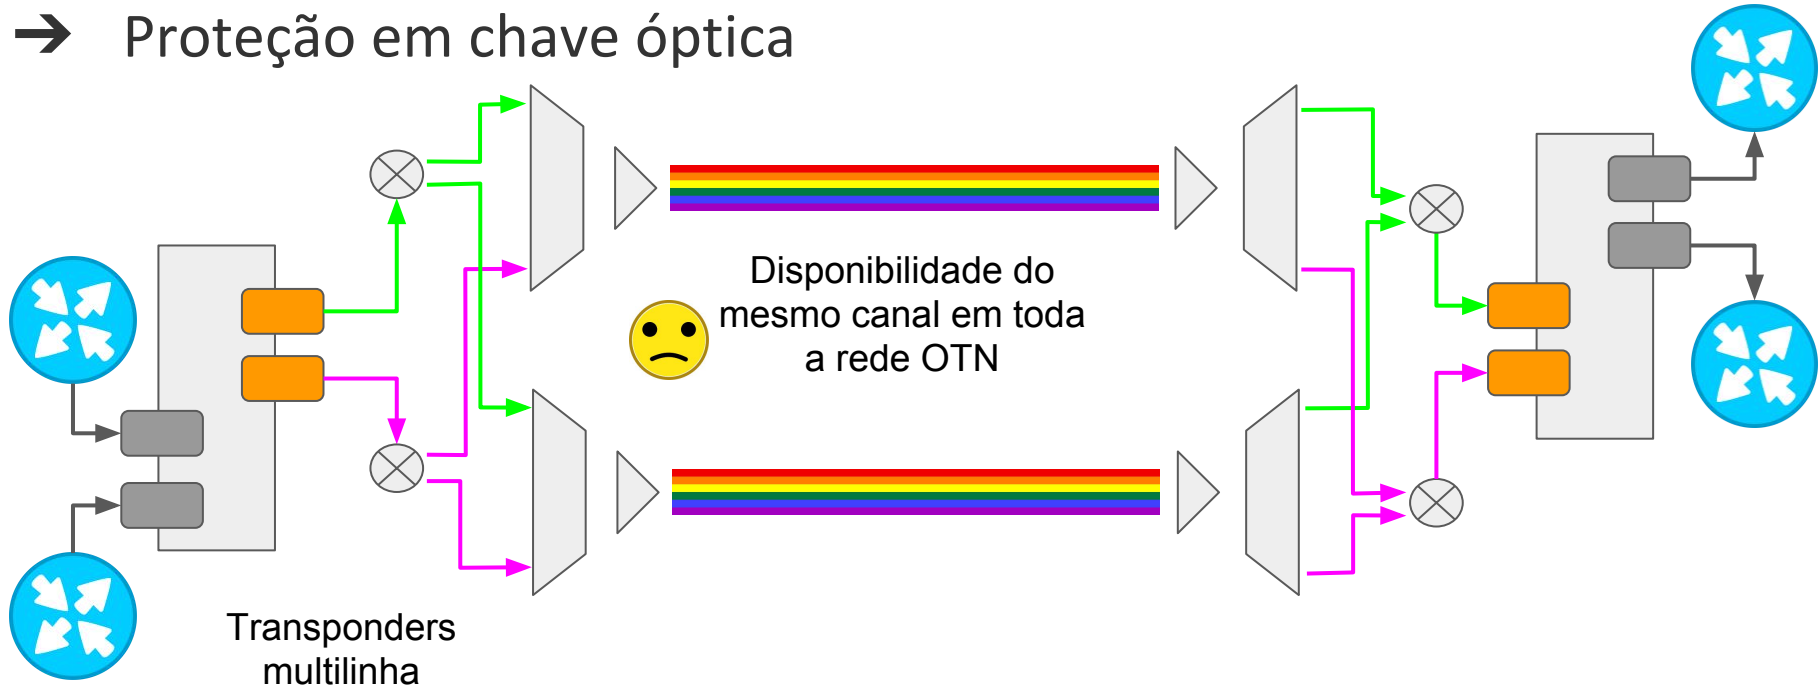 ➔ Proteção em chave óptica
Disponibilidade do
mesmo canal em toda
a rede OTN
Transponders
multilinha